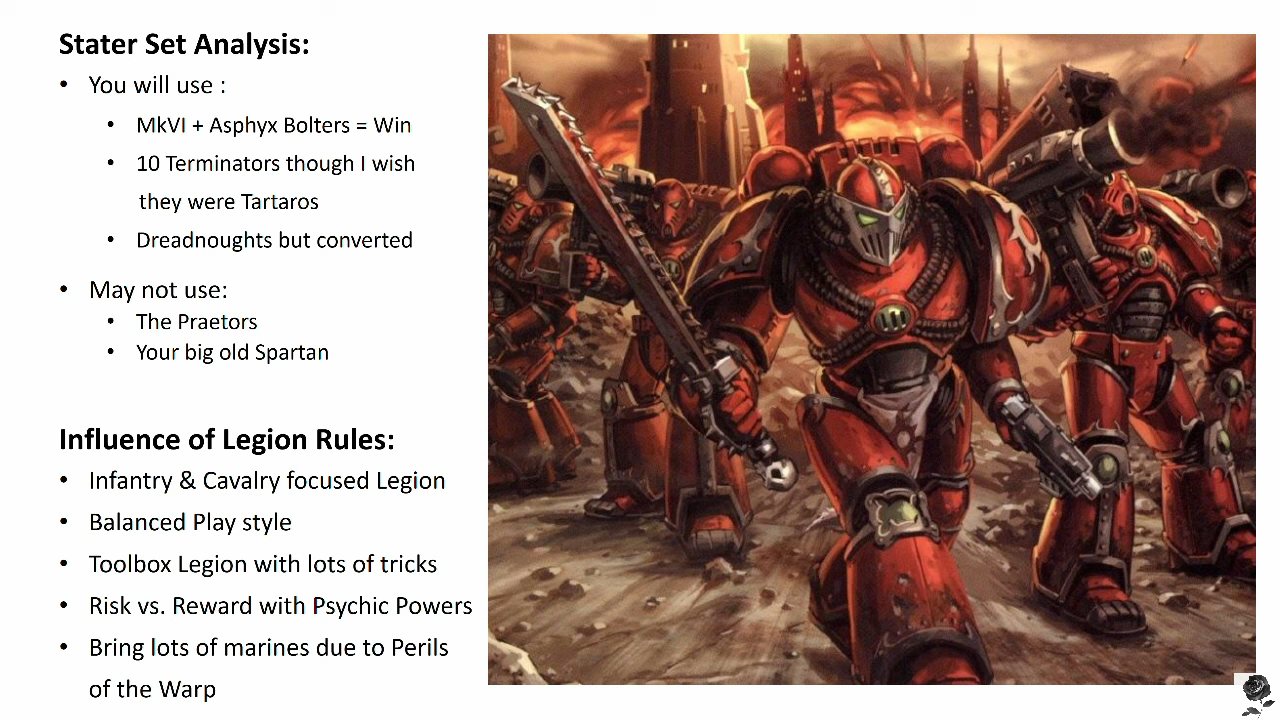 Stater Set Analysis:
• You will use :
• MkVI + Asphyx Bolters = Win
• 10 Terminators though I wish
they were Tartaros
• Dreadnoughts but converted
• May not use:
• The Praetors
• Your big old Spartan
Influence of Legion Rules:
• Infantry & Cavalry focused Legion
• Balanced Play style
• Toolbox Legion with lots of tricks
• Risk vs. Reward with Psychic Powers
• Bring lots of marines due to Perils
of the Warp